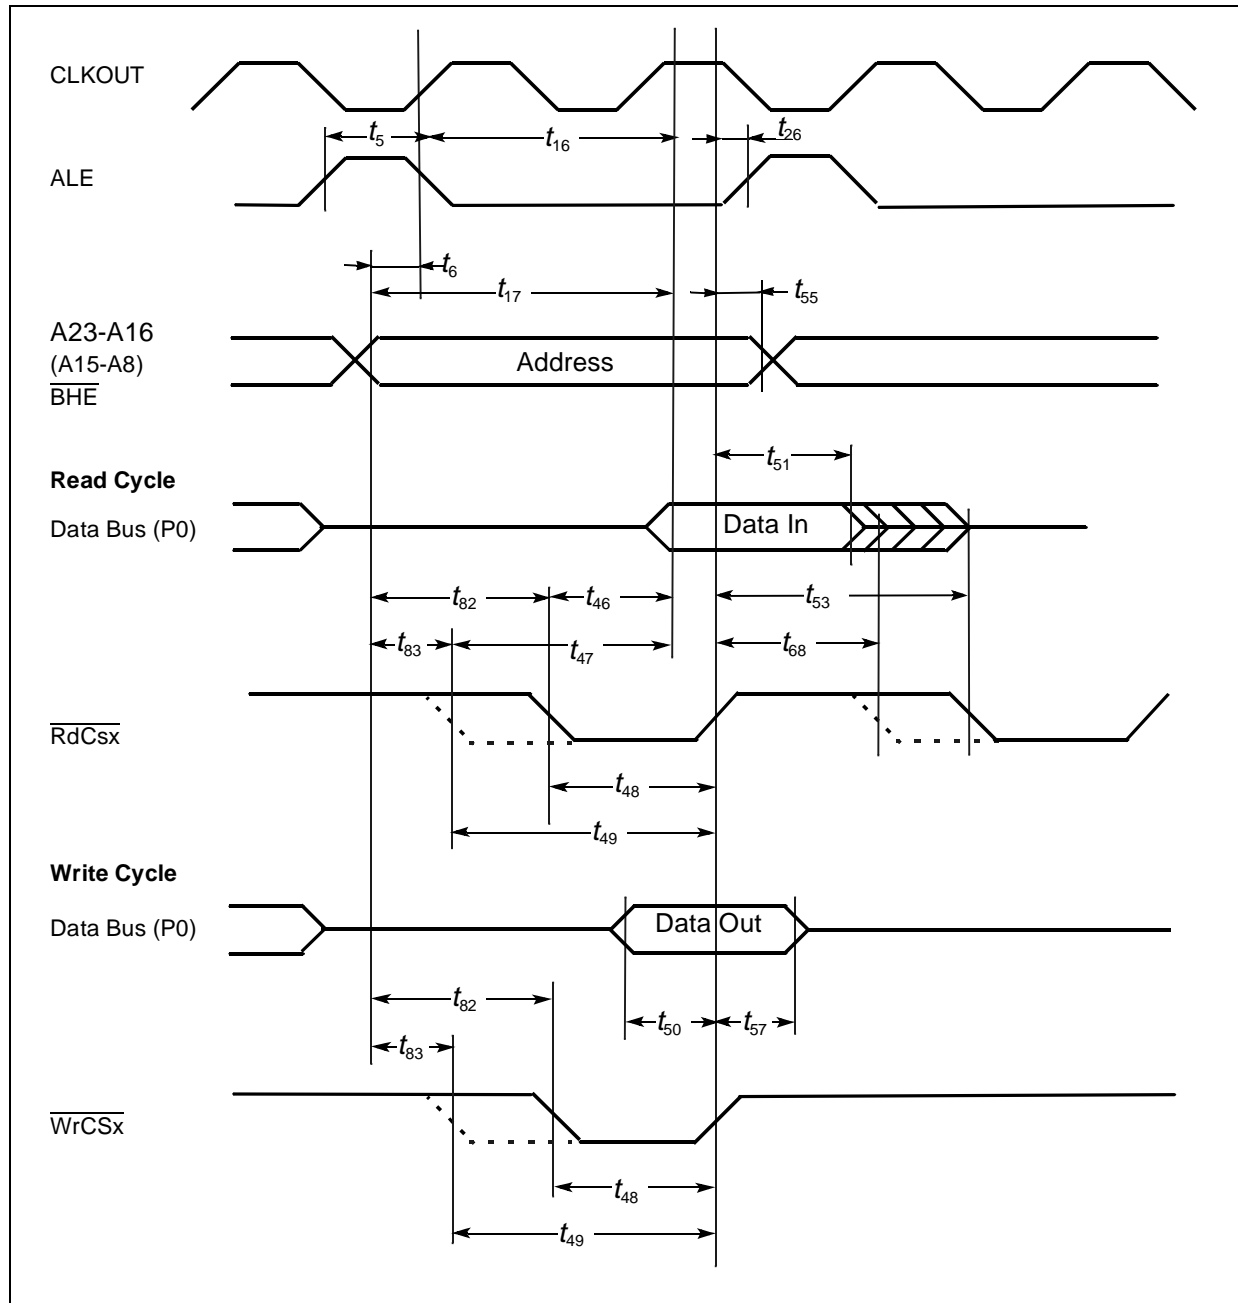 CLKOUT
t5
t16
t26
ALE
t6
t17
t55
A23-A16
(A15-A8)
BHE
Address
t51
Read Cycle
Data Bus (P0)
Data In
t82
t46
t53
t83
t47
t68
RdCsx
t48
t49
Write Cycle
Data Bus (P0)
Data Out
t82
t50
t57
t83
WrCSx
t48
t49